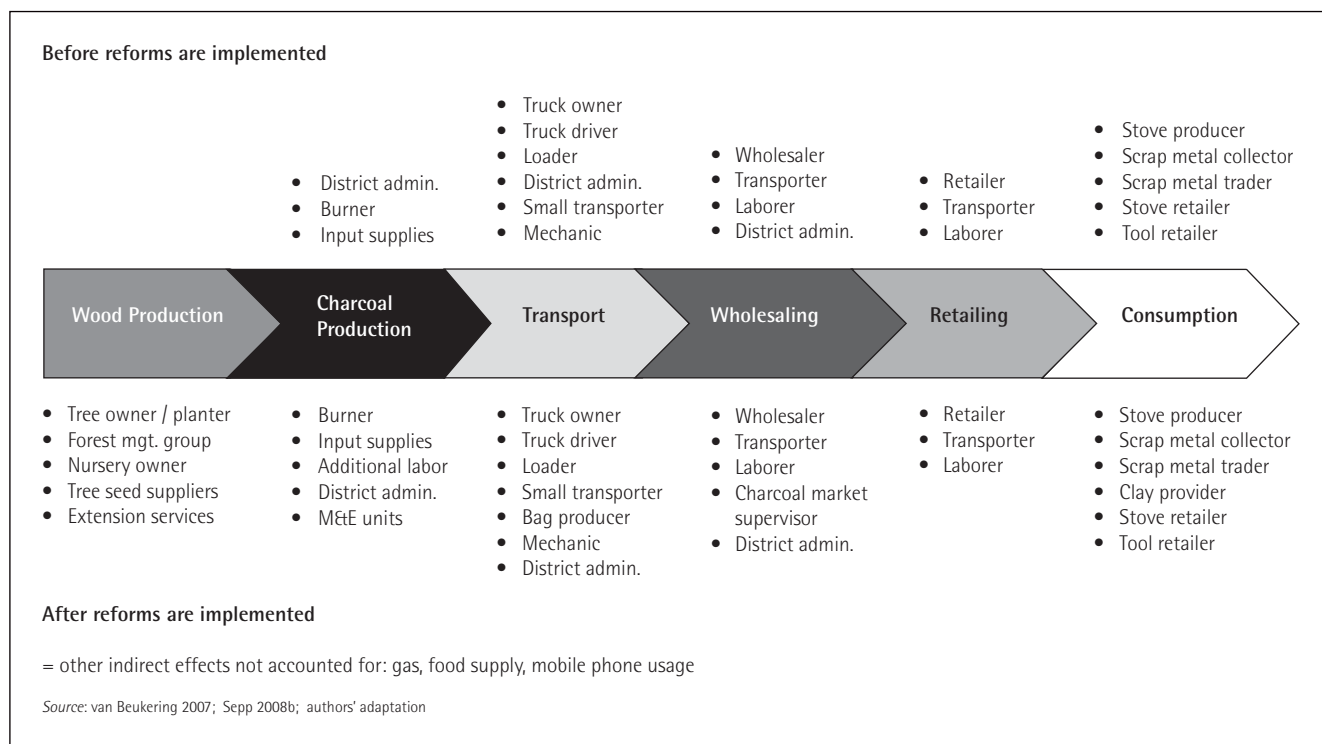 Before reforms are implemented
• District admin.
• Burner
• Input supplies
• Truck owner
• Truck driver
• Loader
• District admin.
• Small transporter
• Mechanic
• Wholesaler
• Transporter
• Laborer
• District admin.
• Retailer
• Transporter
• Laborer
• Stove producer
• Scrap metal collector
• Scrap metal trader
• Stove retailer
• Tool retailer
Wood Production
Charcoal
Production
Transport
Wholesaling
Retailing
Consumption
• Tree owner / planter
• Forest mgt. group
• Nursery owner
• Tree seed suppliers
• Extension services
• Burner
• Input supplies
• Additional labor
• District admin.
• M&E units
• Truck owner
• Truck driver
• Loader
• Small transporter
• Bag producer
• Mechanic
• District admin.
• Wholesaler
• Transporter
• Laborer
• Charcoal market
supervisor
• District admin.
• Retailer
• Transporter
• Laborer
• Stove producer
• Scrap metal collector
• Scrap metal trader
• Clay provider
• Stove retailer
• Tool retailer
After reforms are implemented
= other indirect effects not accounted for: gas, food supply, mobile phone usage
Source: van Beukering 2007; Sepp 2008b; authors' adaptation